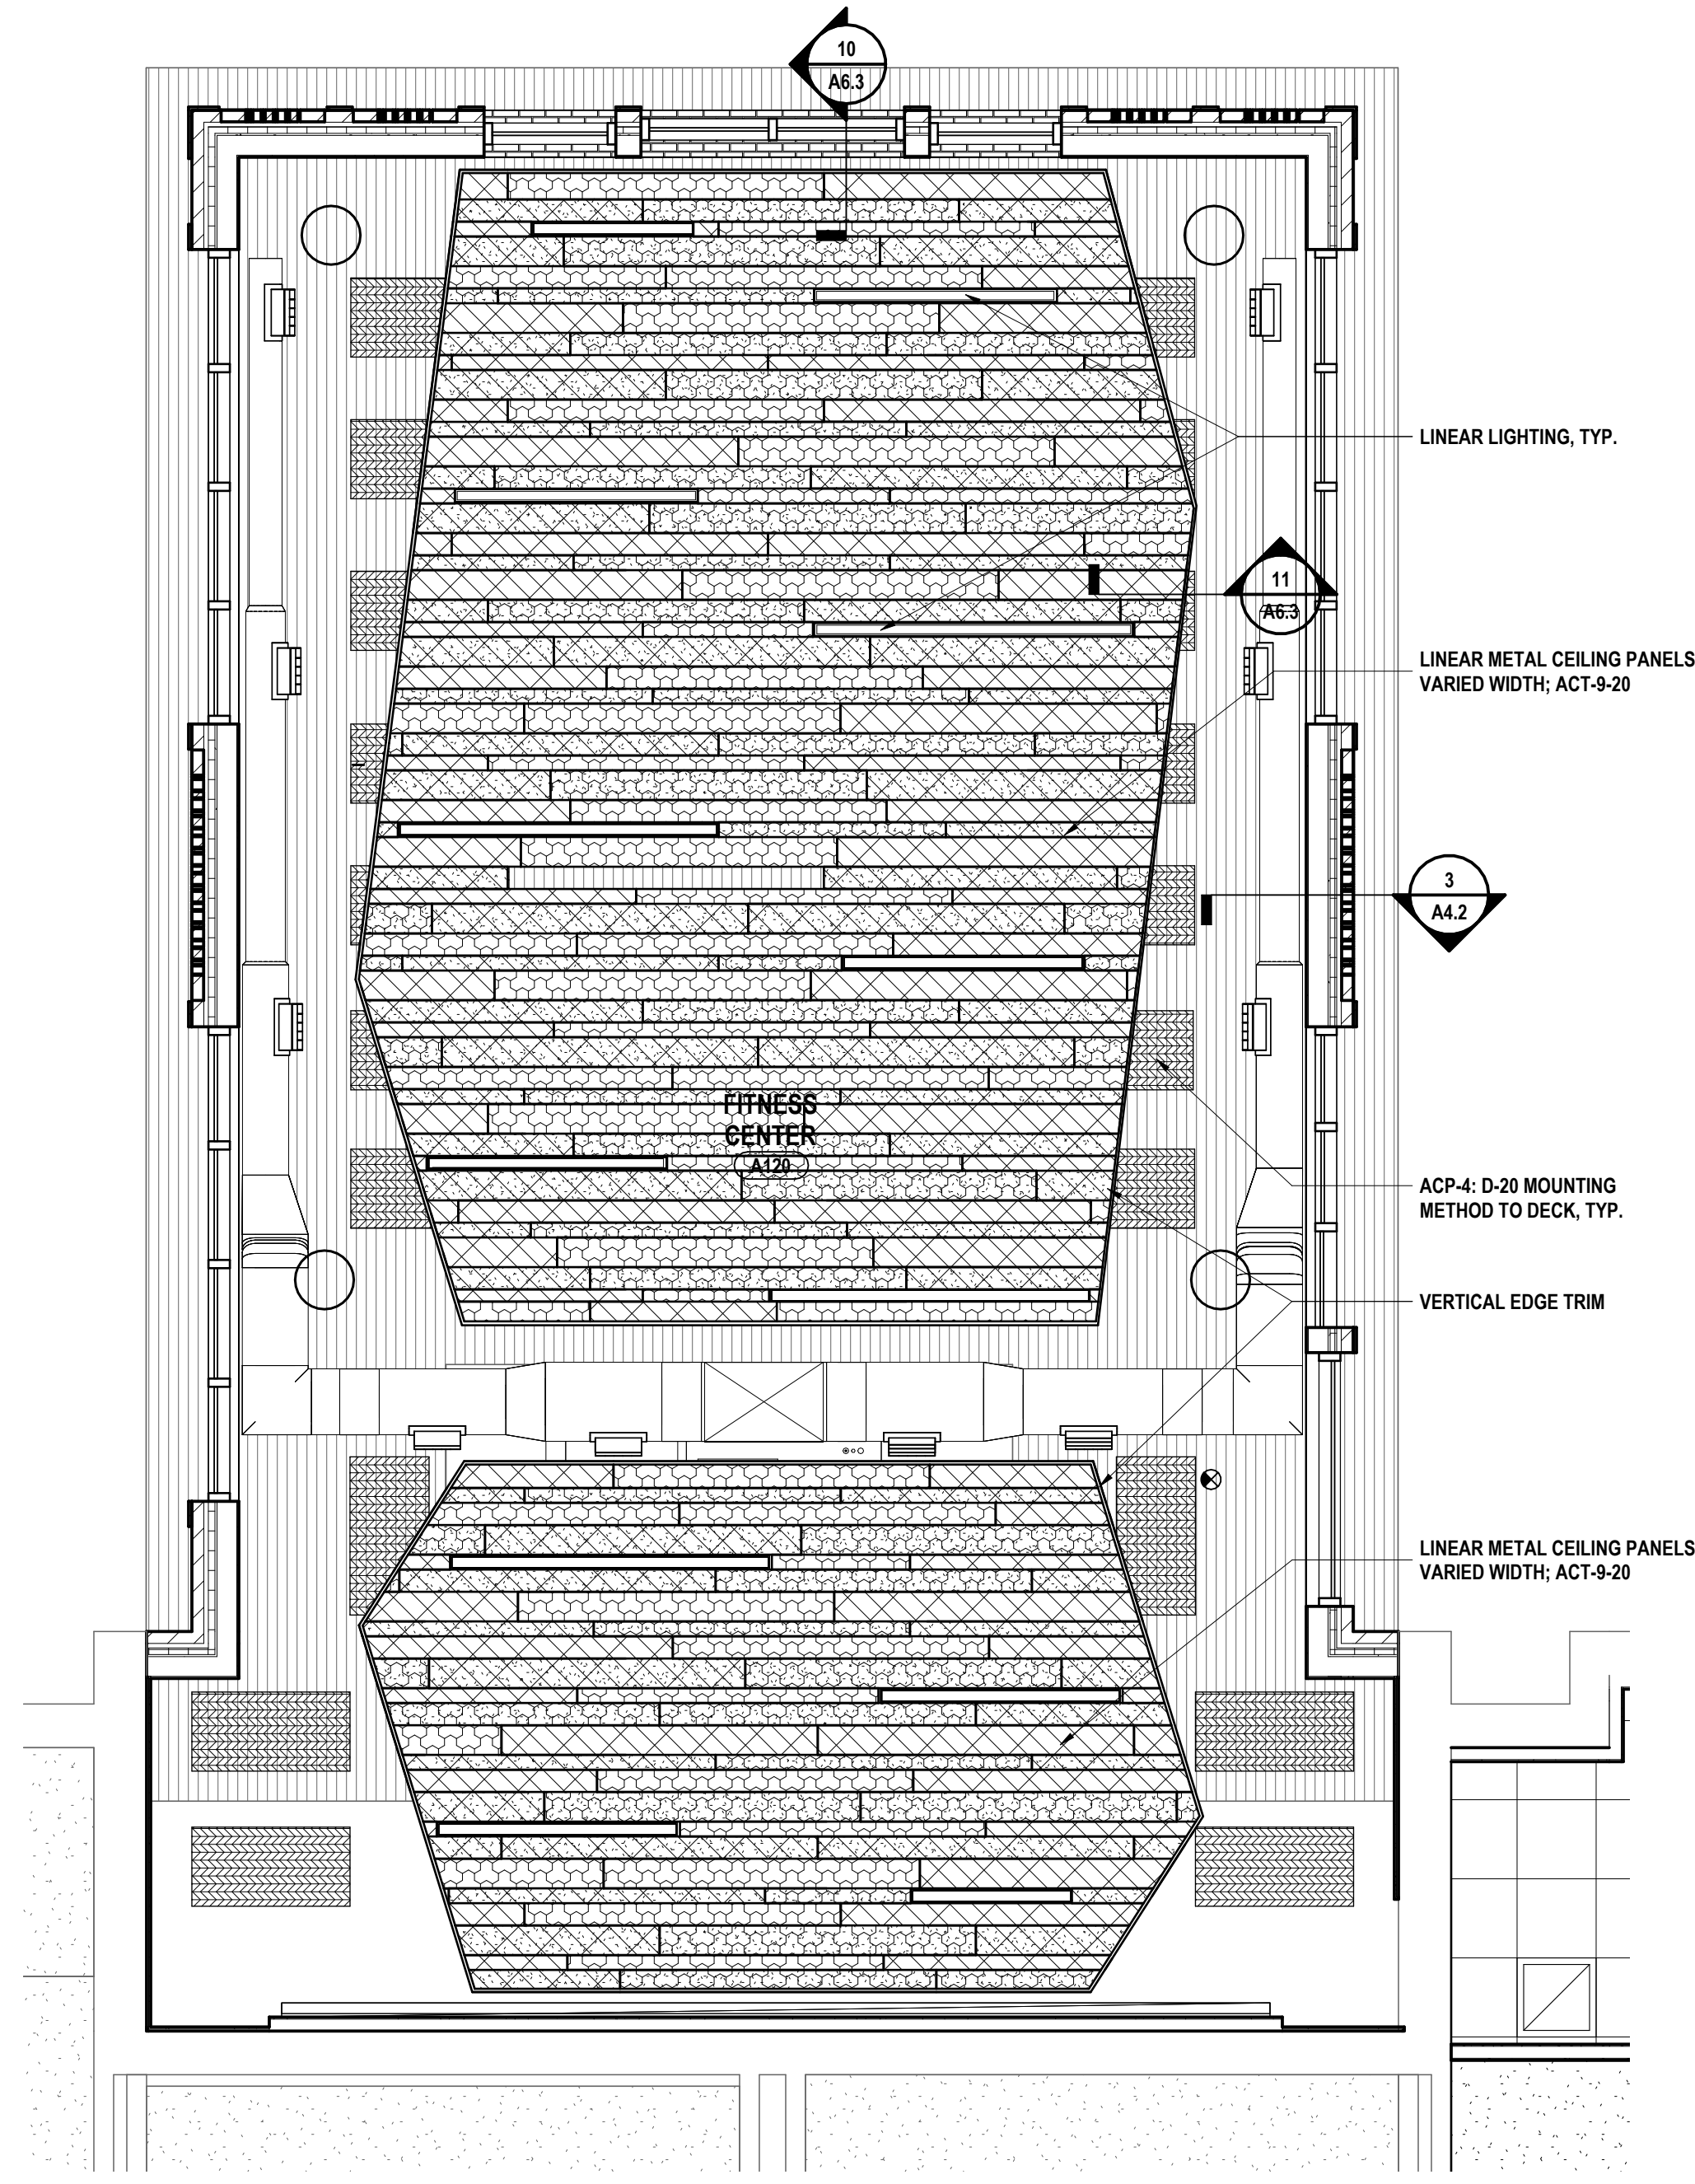 10
A6.3
LINEAR LIGHTING, TYP.
11
A6.3
LINEAR METAL CEILING PANELS
VARIED WIDTH; ACT-9-20
3
A4.2
FITNESS
CENTER
A120
ACP-4: D-20 MOUNTING
METHOD TO DECK, TYP.
VERTICAL EDGE TRIM
LINEAR METAL CEILING PANELS
VARIED WIDTH; ACT-9-20